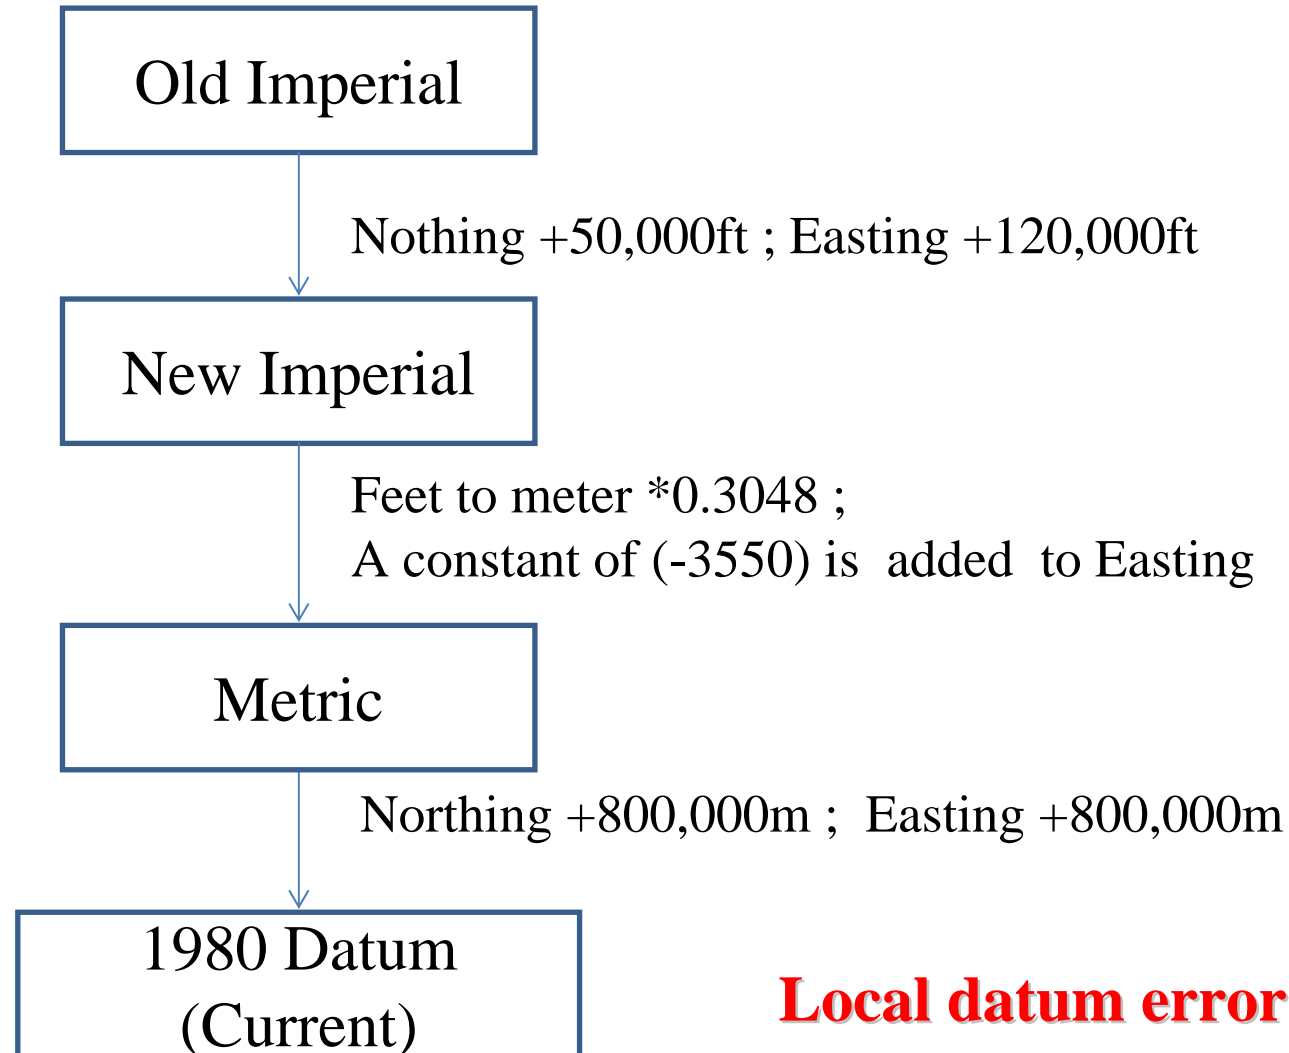 Old Imperial
Nothing +50,000ft ; Easting +120,000ft
New Imperial
Feet to meter *0.3048 ;
A constant of (-3550) is added to Easting
Metric
Northing +800,000m ; Easting +800,000m
1980 Datum
(Current)
Local datum error